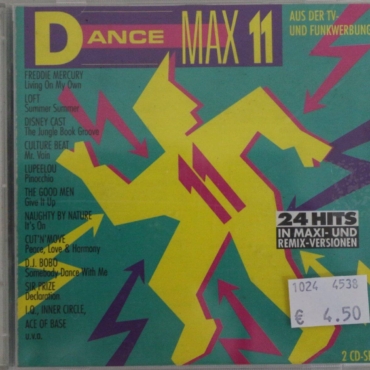 DANCE MAX 11
AUS DER TV-
UND FUNKWERBUNG
FREDDIE MERCURY
Living On My Own
LOFT
Summer Summer
DISNEY CAST
The Jungle Book Groove
CULTURE BEAT
Mr. Vain
LUPEELOU
Pinocchio
THE GOOD MEN
Give It Up
NAUGHTY BY NATURE
It's On
CUT'N'MOVE
Peace, Love & Harmony
D.J. BOBO
Somebody Dance With Me
SIR PRIZE
Declaration
I.Q., INNER CIRCLE,
ACE OF BASE
u.v.a.
11
24 HITS
IN MAXI- UND
REMIX-VERSIONEN
1024 4538
€ 4.50
2 CD-S